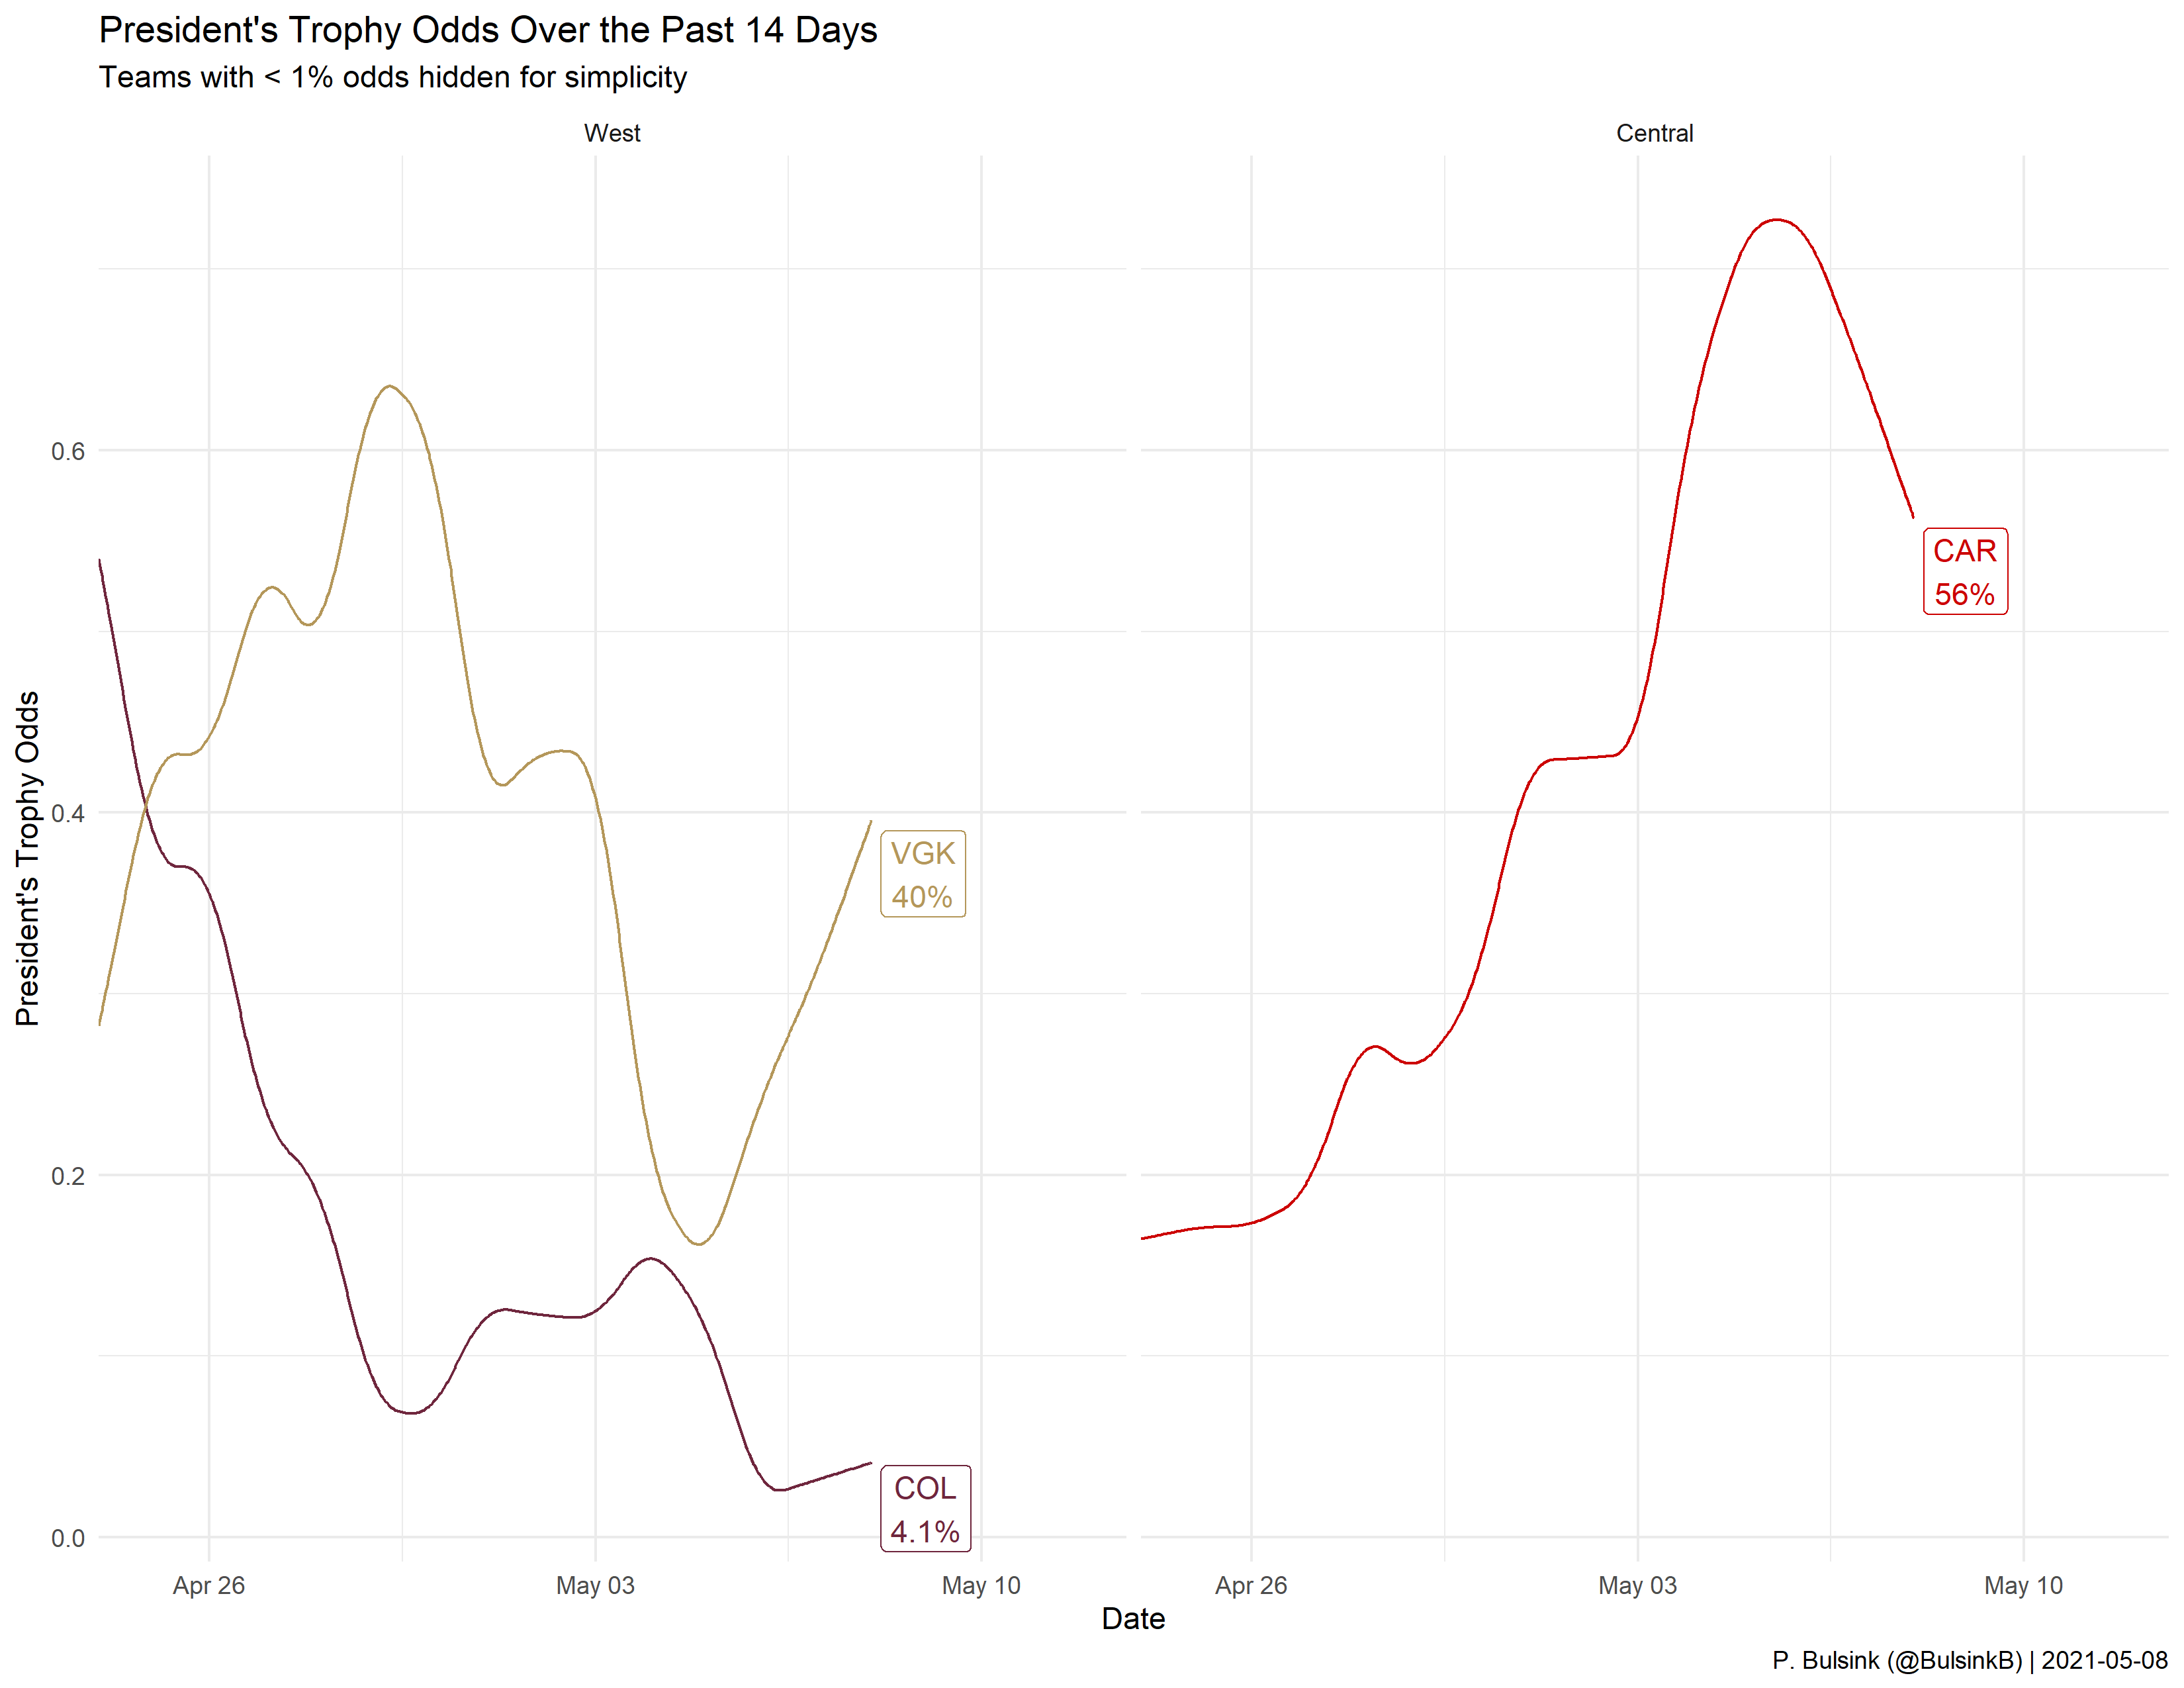 President's Trophy Odds Over the Past 14 Days
Teams with < 1% odds hidden for simplicity
West
Central
President's Trophy Odds
0.6
0.4
0.2
0.0
VGK
40%
COL
4.1%
CAR
56%
Apr 26
May 03
May 10
Apr 26
May 03
May 10
Date
P. Bulsink (@BulsinkB) | 2021-05-08